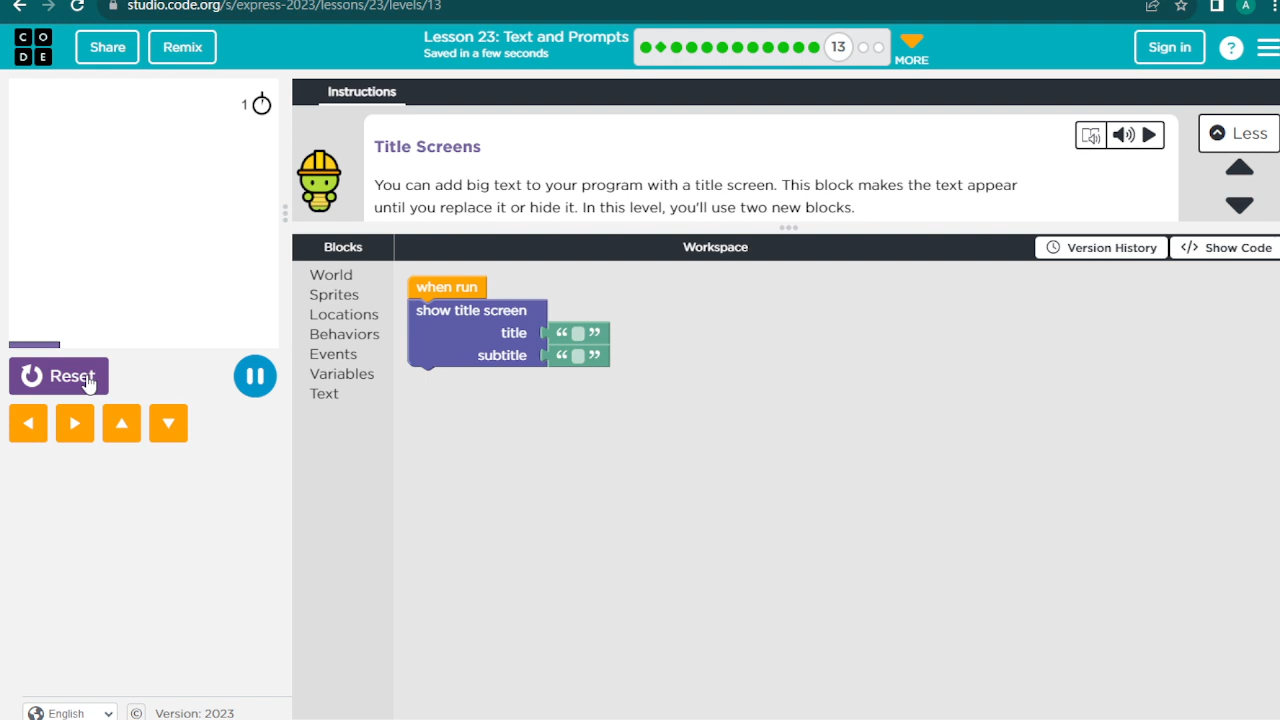 studio.code.org/s/express-2023/lessons/23/levels/13
A
C O
D E
Share
Remix
Lesson 23: Text and Prompts
Saved in a few seconds
13
MORE
Sign in
?
1
Instructions
Title Screens
You can add big text to your program with a title screen. This block makes the text appear
until you replace it or hide it. In this level, you'll use two new blocks.
Less
Blocks
Workspace
Version History
</> Show Code
World
Sprites
Locations
Behaviors
Events
Variables
Text
when run
show title screen
title “ ”
subtitle “ ”
Reset
English
©
Version: 2023